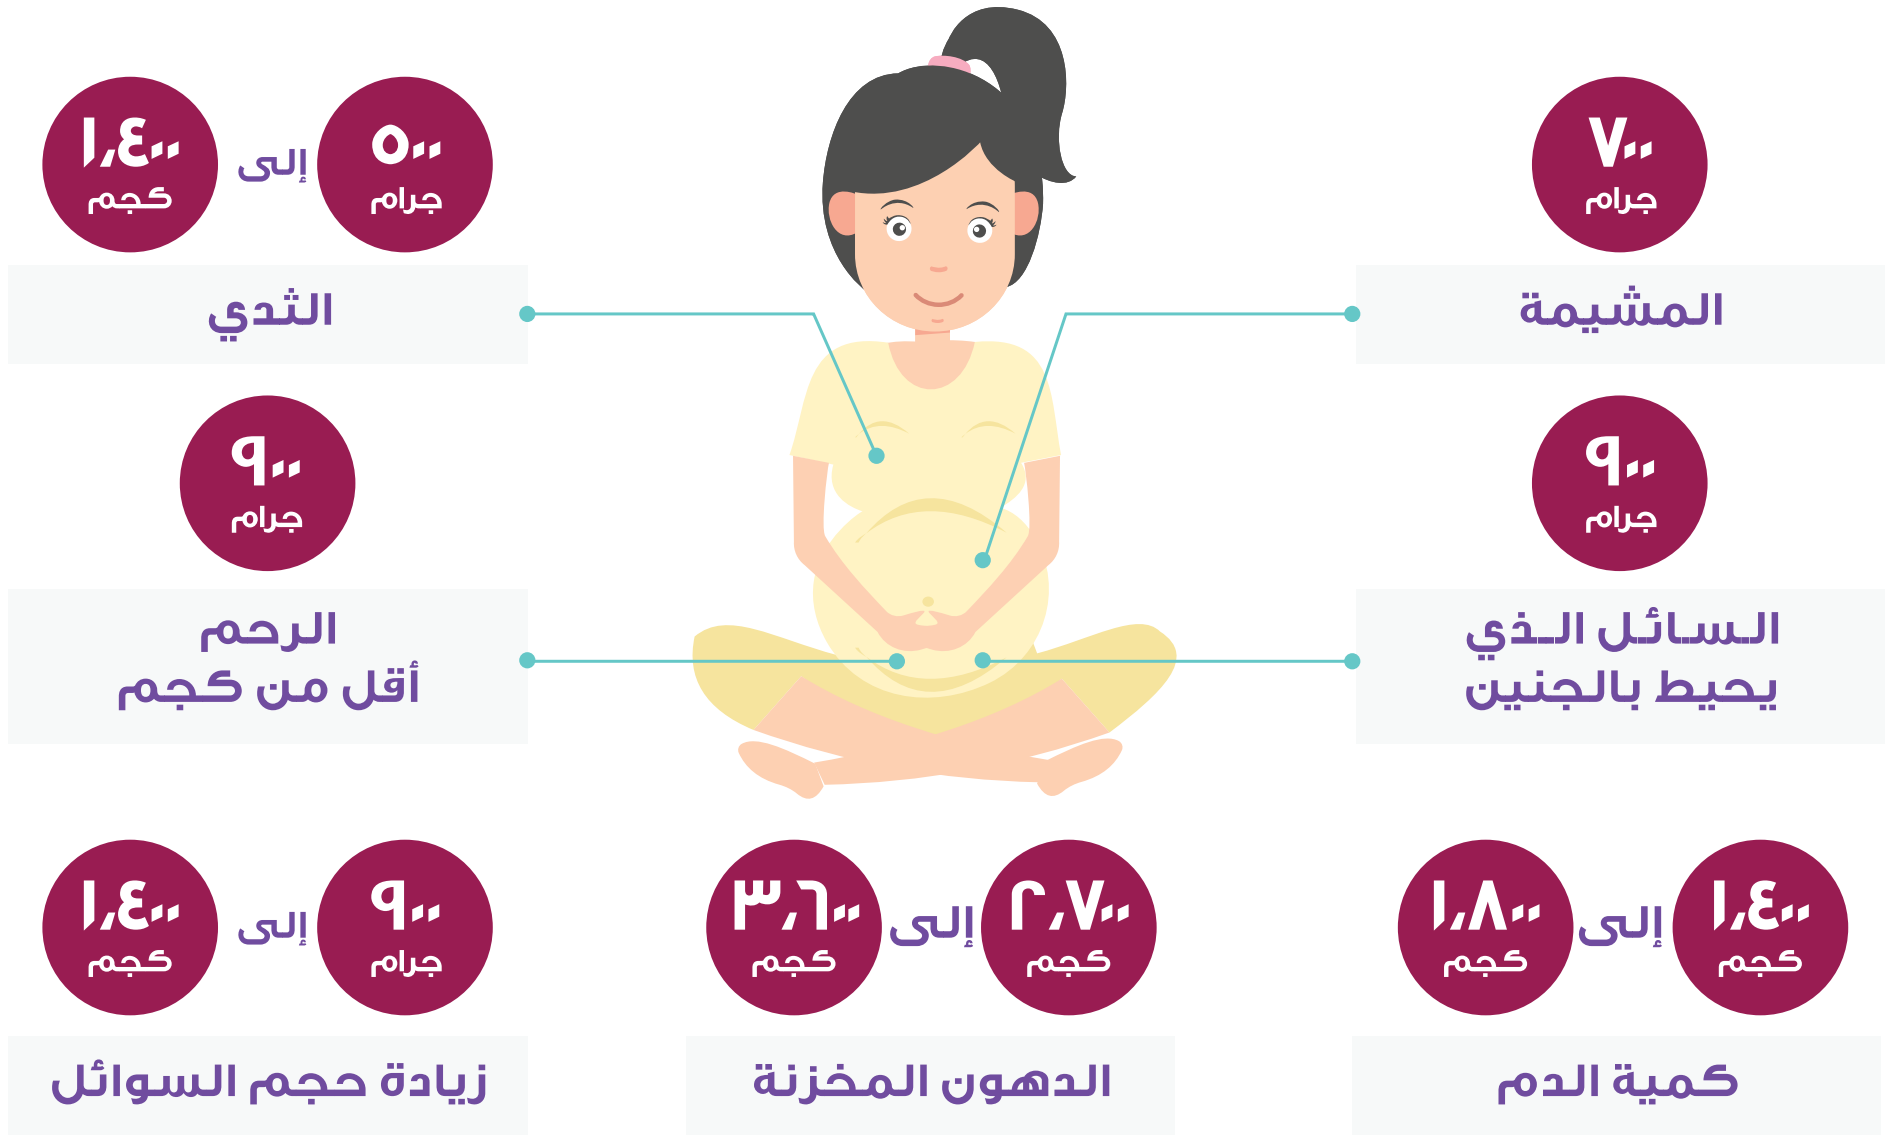 ٧٠٠
جرام
المشيمة
٥٠٠
جرام
إلى
١٫٤٠٠
كجم
الثدي
٩٠٠
جرام
السائل الذي
يحيط بالجنين
٩٠٠
جرام
الرحم
أقل من كجم
١٫٤٠٠
كجم
إلى
١٫٨٠٠
كجم
كمية الدم
٢٫٧٠٠
كجم
إلى
٣٫٦٠٠
كجم
الدهون المخزنة
٩٠٠
جرام
إلى
١٫٤٠٠
كجم
زيادة حجم السوائل